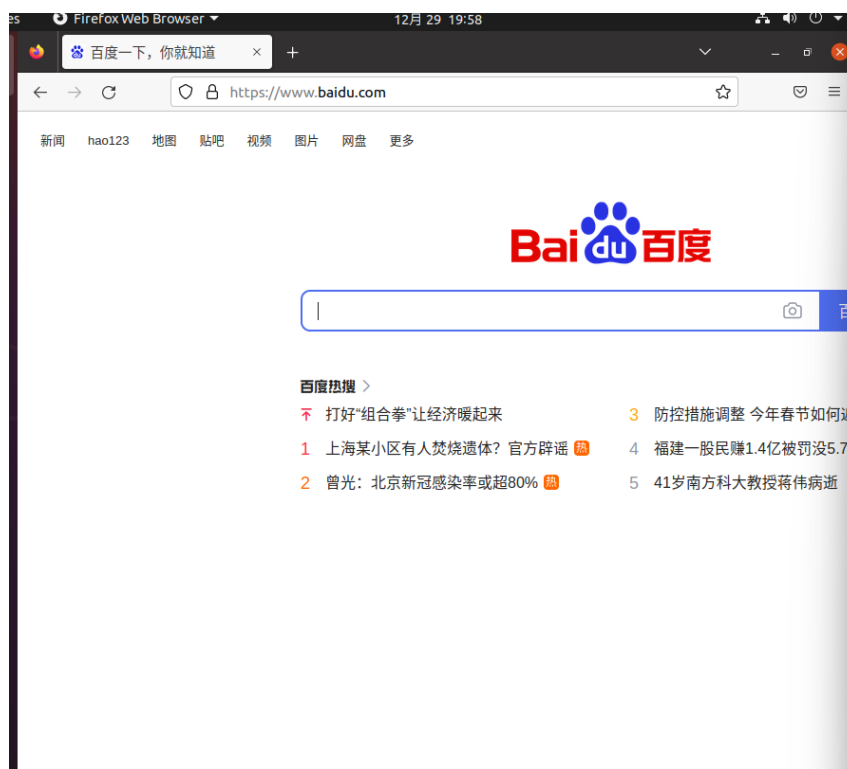 es Firefox Web Browser 12月 29 19:58
百度一下，你就知道
https://www.baidu.com
新闻 hao123 地图 贴吧 视频 图片 网盘 更多
Bai du 百度
百度热搜
打好“组合拳”让经济暖起来
1 上海某小区有人焚烧遗体？官方辟谣 热
2 曾光：北京新冠感染率或超80% 热
3 防控措施调整 今年春节如何
4 福建一股民赚1.4亿被罚没5.7
5 41岁南方科大教授蒋伟病逝